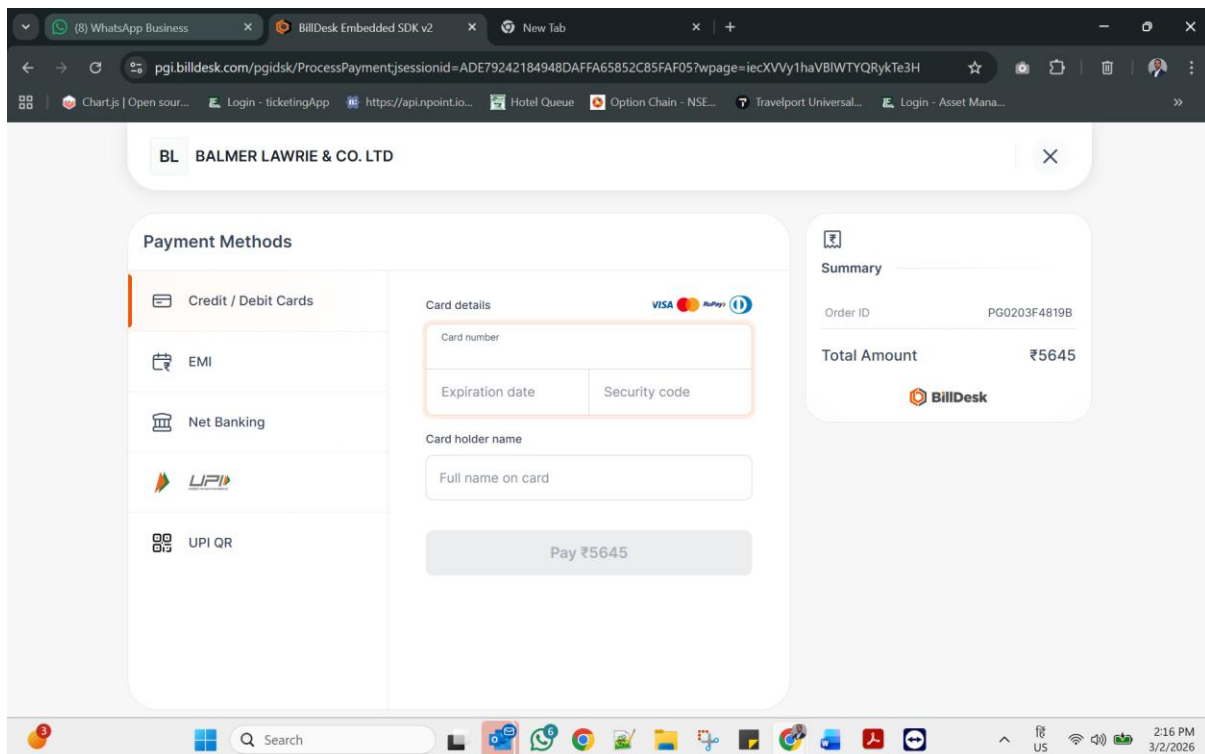 (8) WhatsApp Business
BillDesk Embedded SDK v2
New Tab
pgi.billdesk.com/pgidsk/ProcessPayment;jsessionid=ADE79242184948DAFFA65852C85FAF05?wpage=iecXVVy1haVBlWTYQRykTe3H
Chart.js | Open sour...
Login - ticketingApp
https://api.npoint.io...
Hotel Queue
Option Chain - NSE...
Travelport Universal...
Login - Asset Mana...
BL BALMER LAWRIE & CO. LTD
Payment Methods
Credit / Debit Cards
EMI
Net Banking
UPI
UPI QR
Card details
VISA RuPay
Card number
Expiration date
Security code
Card holder name
Full name on card
Pay ₹5645
Summary
Order ID PG0203F4819B
Total Amount ₹5645
BillDesk
3
Search
6
हिं
US
2:16 PM
3/2/2026